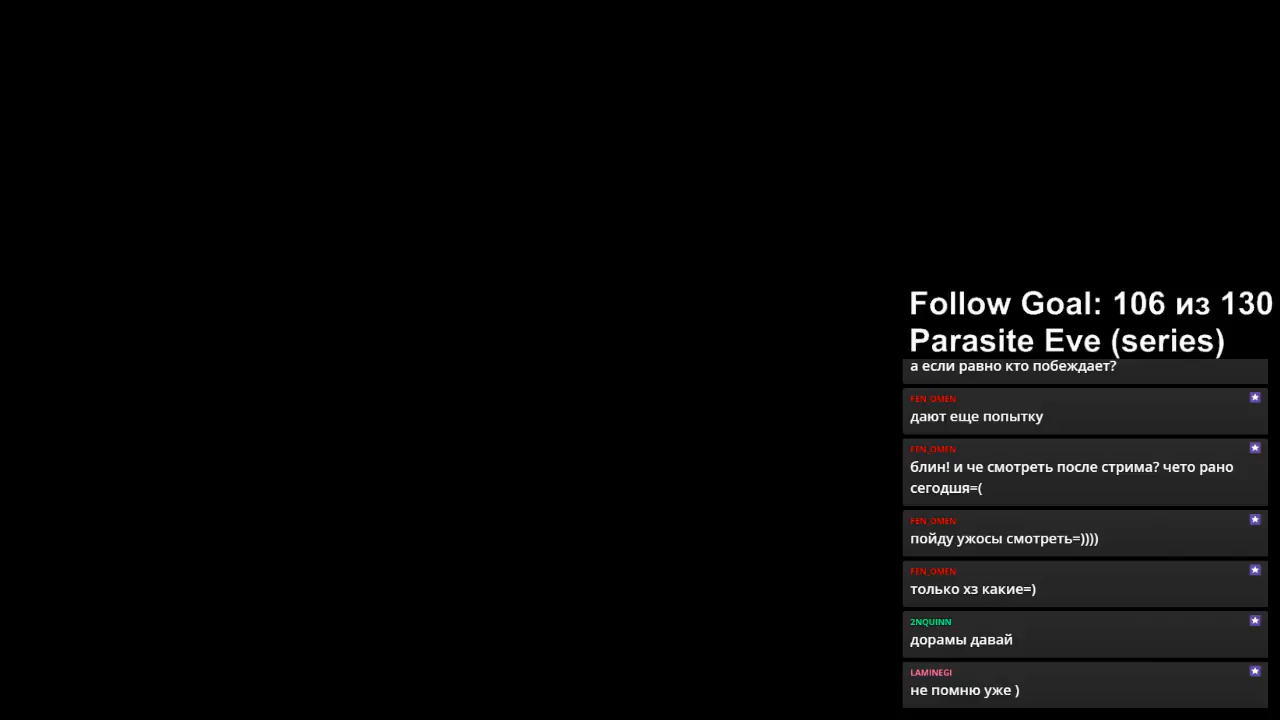 Follow Goal: 106 из 130
Parasite Eve (series)
а если равно кто побеждает?
FEN_OMEN
дают еще попытку
FEN_OMEN
блин! и че смотреть после стрима? чето рано
сегодшя=(
FEN_OMEN
пойду ужосы смотреть=))))
FEN_OMEN
только хз какие=)
2NQUINN
дорамы давай
LAMINEGI
не помню уже )